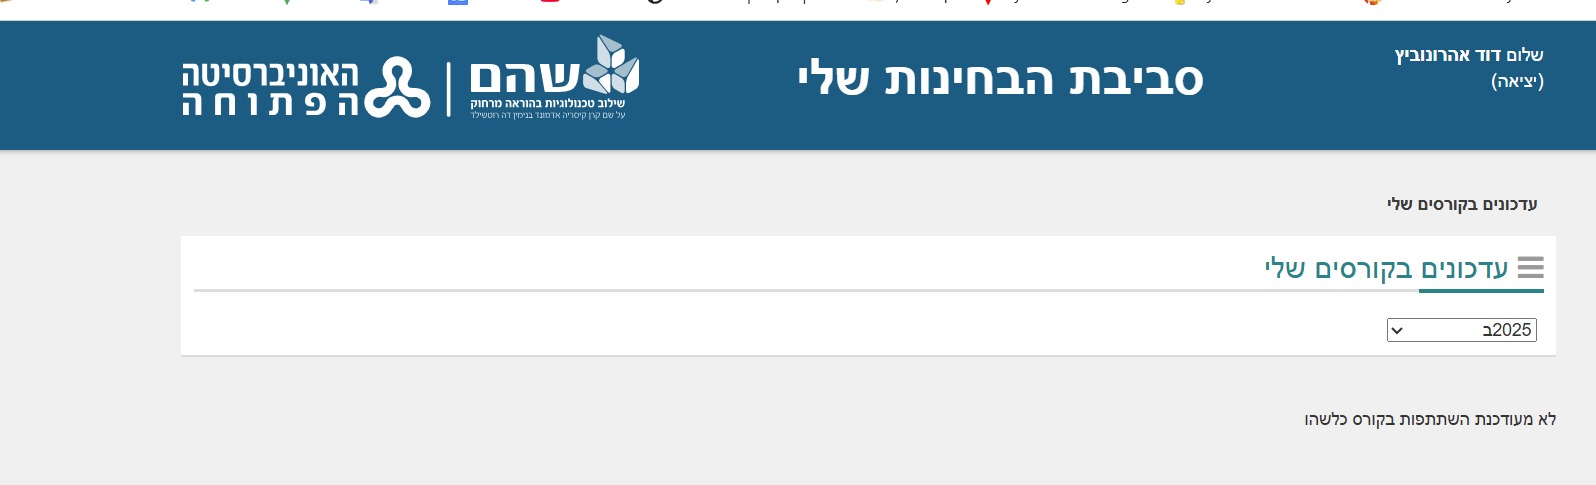 שלום דוד אהרונוביץ
(יציאה)
סביבת הבחינות שלי
שהם
שילוב טכנולוגיות בהוראה מרחוק
על שם קרן קיסריה אדמונד בנימין דה רוטשילד
האוניברסיטה
הפתוחה
עדכונים בקורסים שלי
עדכונים בקורסים שלי
2025ב
לא מעודכנת השתתפות בקורס כלשהו